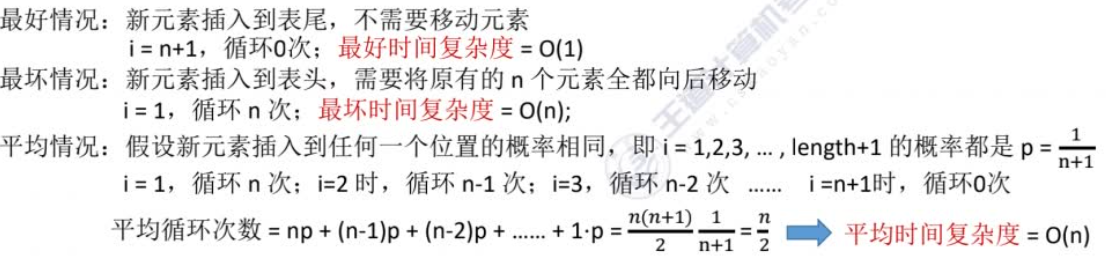 最好情况：新元素插入到表尾，不需要移动元素
i = n+1，循环0次；最好时间复杂度 = O(1)
最坏情况：新元素插入到表头，需要将原有的 n 个元素全都向后移动
i = 1，循环 n 次；最坏时间复杂度 = O(n);
平均情况：假设新元素插入到任何一个位置的概率相同，即 i = 1,2,3, … , length+1 的概率都是 p = 1/(n+1)
i = 1，循环 n 次；i=2 时，循环 n-1 次；i=3，循环 n-2 次 …… i =n+1时，循环0次
平均循环次数 = np + (n-1)p + (n-2)p + …… + 1·p = n(n+1)/2 1/(n+1) = n/2 平均时间复杂度 = O(n)